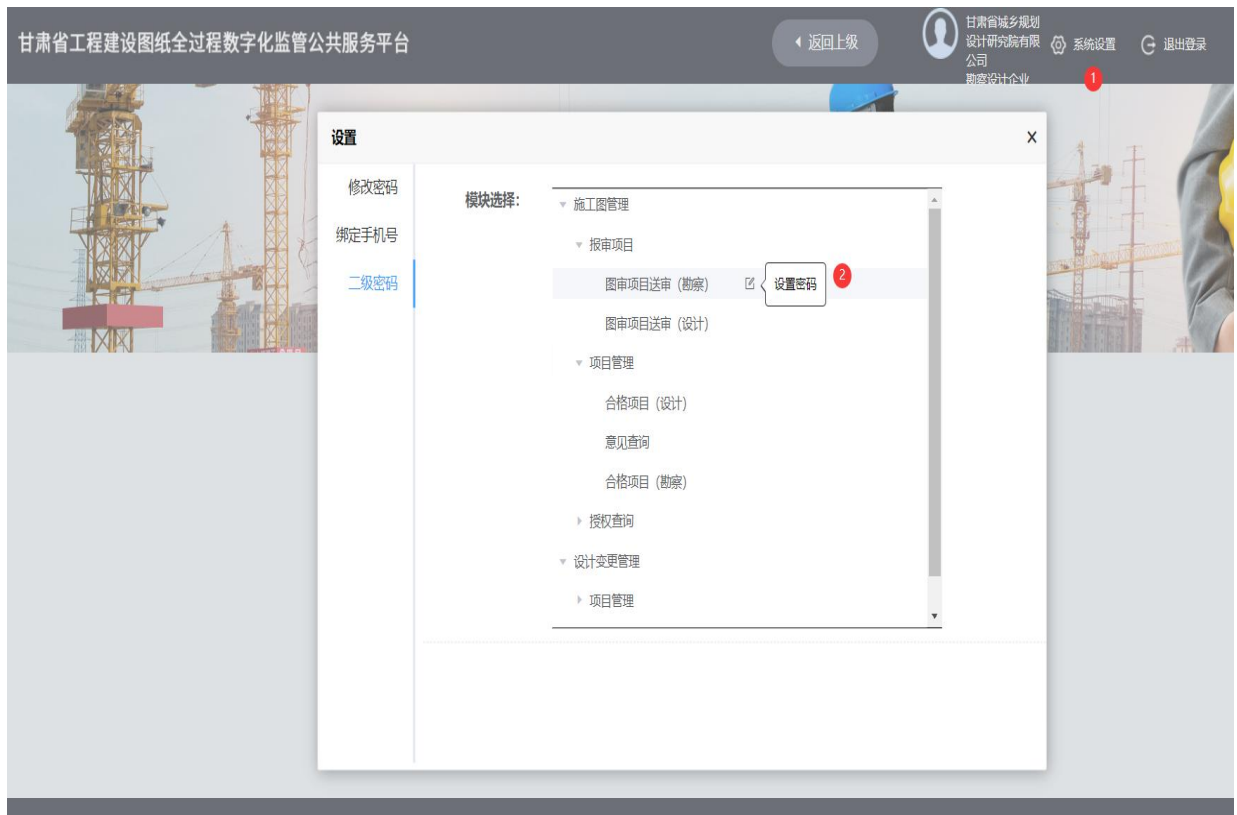 甘肃省工程建设图纸全过程数字化监管公共服务平台
返回上级
甘肃省城乡规划
设计研究院有限
公司
勘察设计企业
系统设置
退出登录
1
设置
X
修改密码
绑定手机号
二级密码
模块选择：
施工图管理
报审项目
图审项目送审（勘察）
设置密码
2
图审项目送审（设计）
项目管理
合格项目（设计）
意见查询
合格项目（勘察）
授权查询
设计变更管理
项目管理